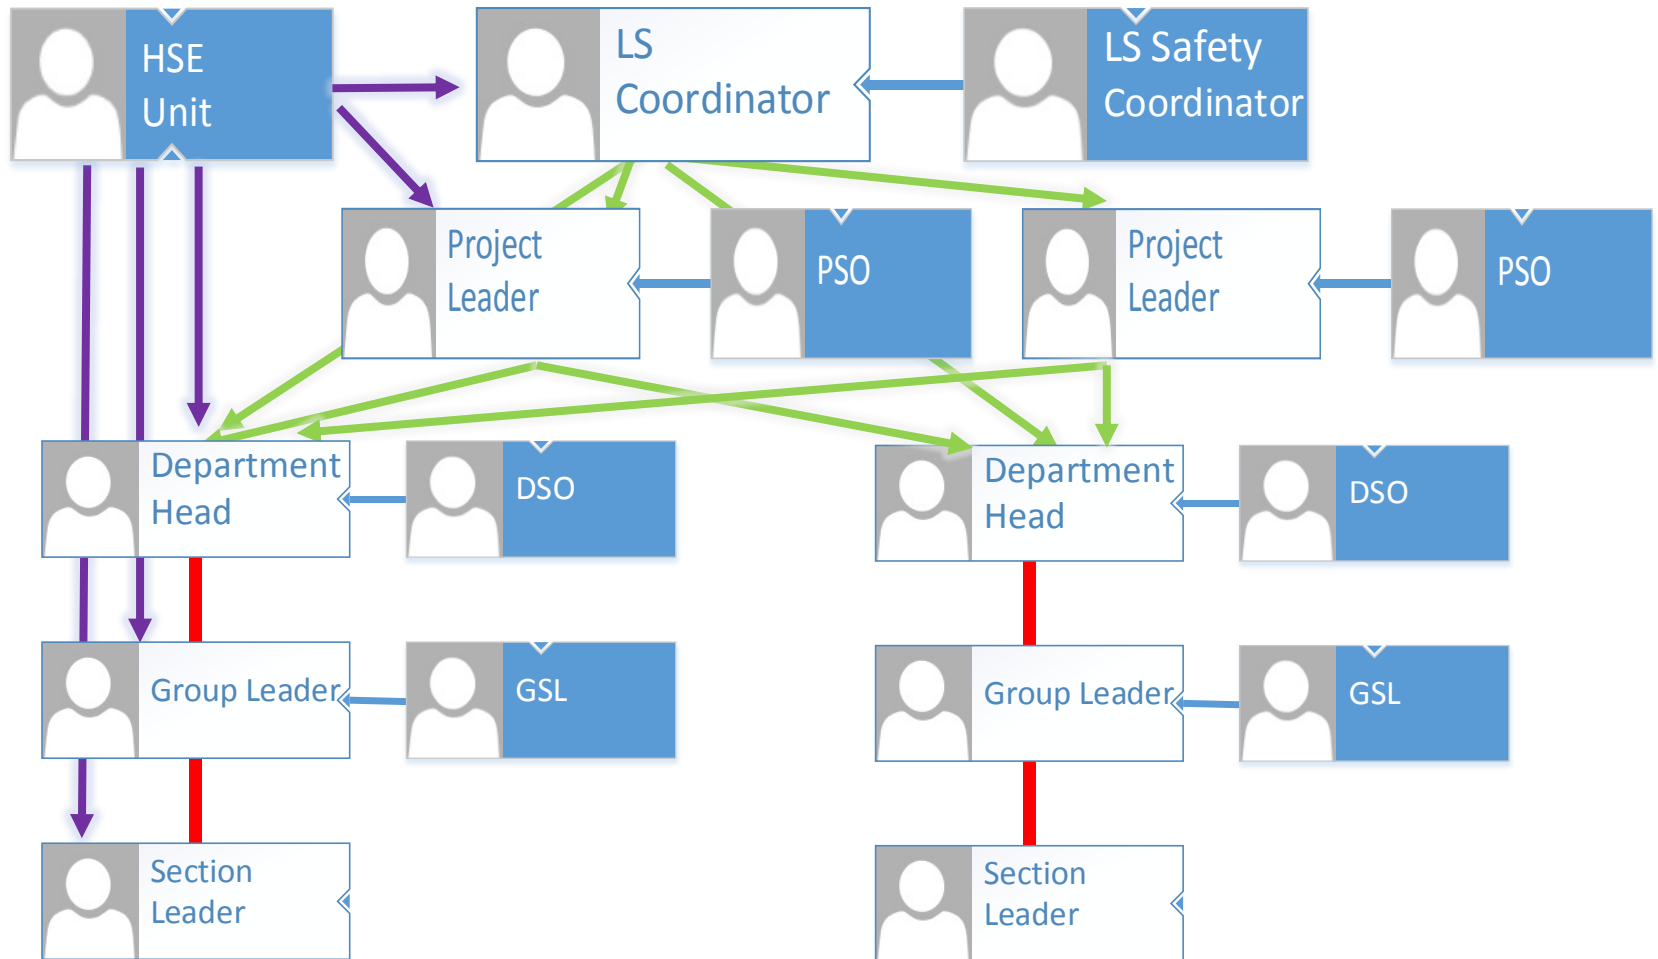 HSE
Unit
LS
Coordinator
LS Safety
Coordinator
Project
Leader
PSO
Project
Leader
PSO
Department
Head
DSO
Department
Head
DSO
Group Leader
GSL
Group Leader
GSL
Section
Leader
Section
Leader